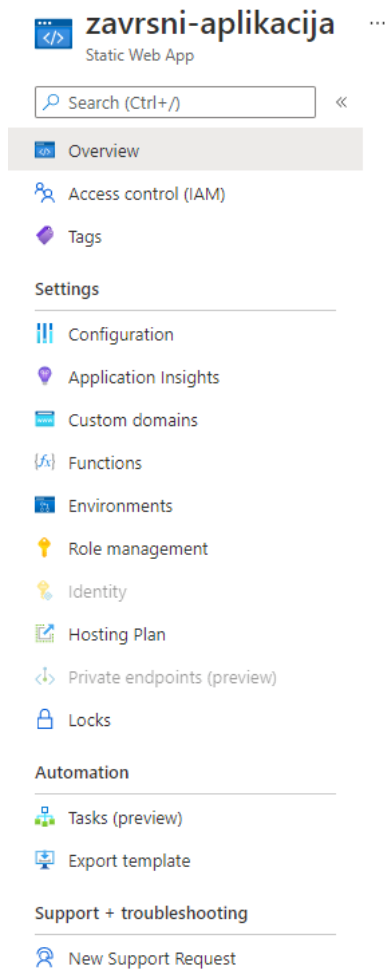 zavrsni-aplikacija ...
Static Web App
Search (Ctrl+/) «
Overview
Access control (IAM)
Tags
Settings
Configuration
Application Insights
Custom domains
Functions
Environments
Role management
Identity
Hosting Plan
Private endpoints (preview)
Locks
Automation
Tasks (preview)
Export template
Support + troubleshooting
New Support Request